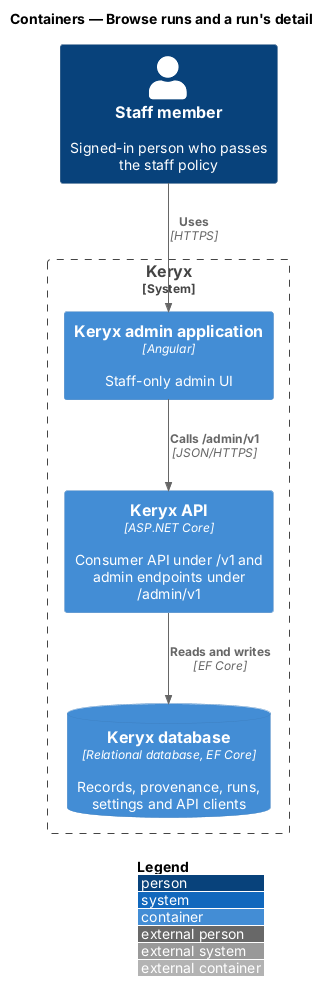 Containers — Browse runs and a run's detail
Staff member
Signed-in person who passes
the staff policy
Uses
[HTTPS]
Keryx
[System]
Keryx admin application
[Angular]
Staff-only admin UI
Calls /admin/v1
[JSON/HTTPS]
Keryx API
[ASP.NET Core]
Consumer API under /v1 and
admin endpoints under
/admin/v1
Reads and writes
[EF Core]
Keryx database
[Relational database, EF Core]
Records, provenance, runs,
settings and API clients
Legend
person
system
container
external person
external system
external container